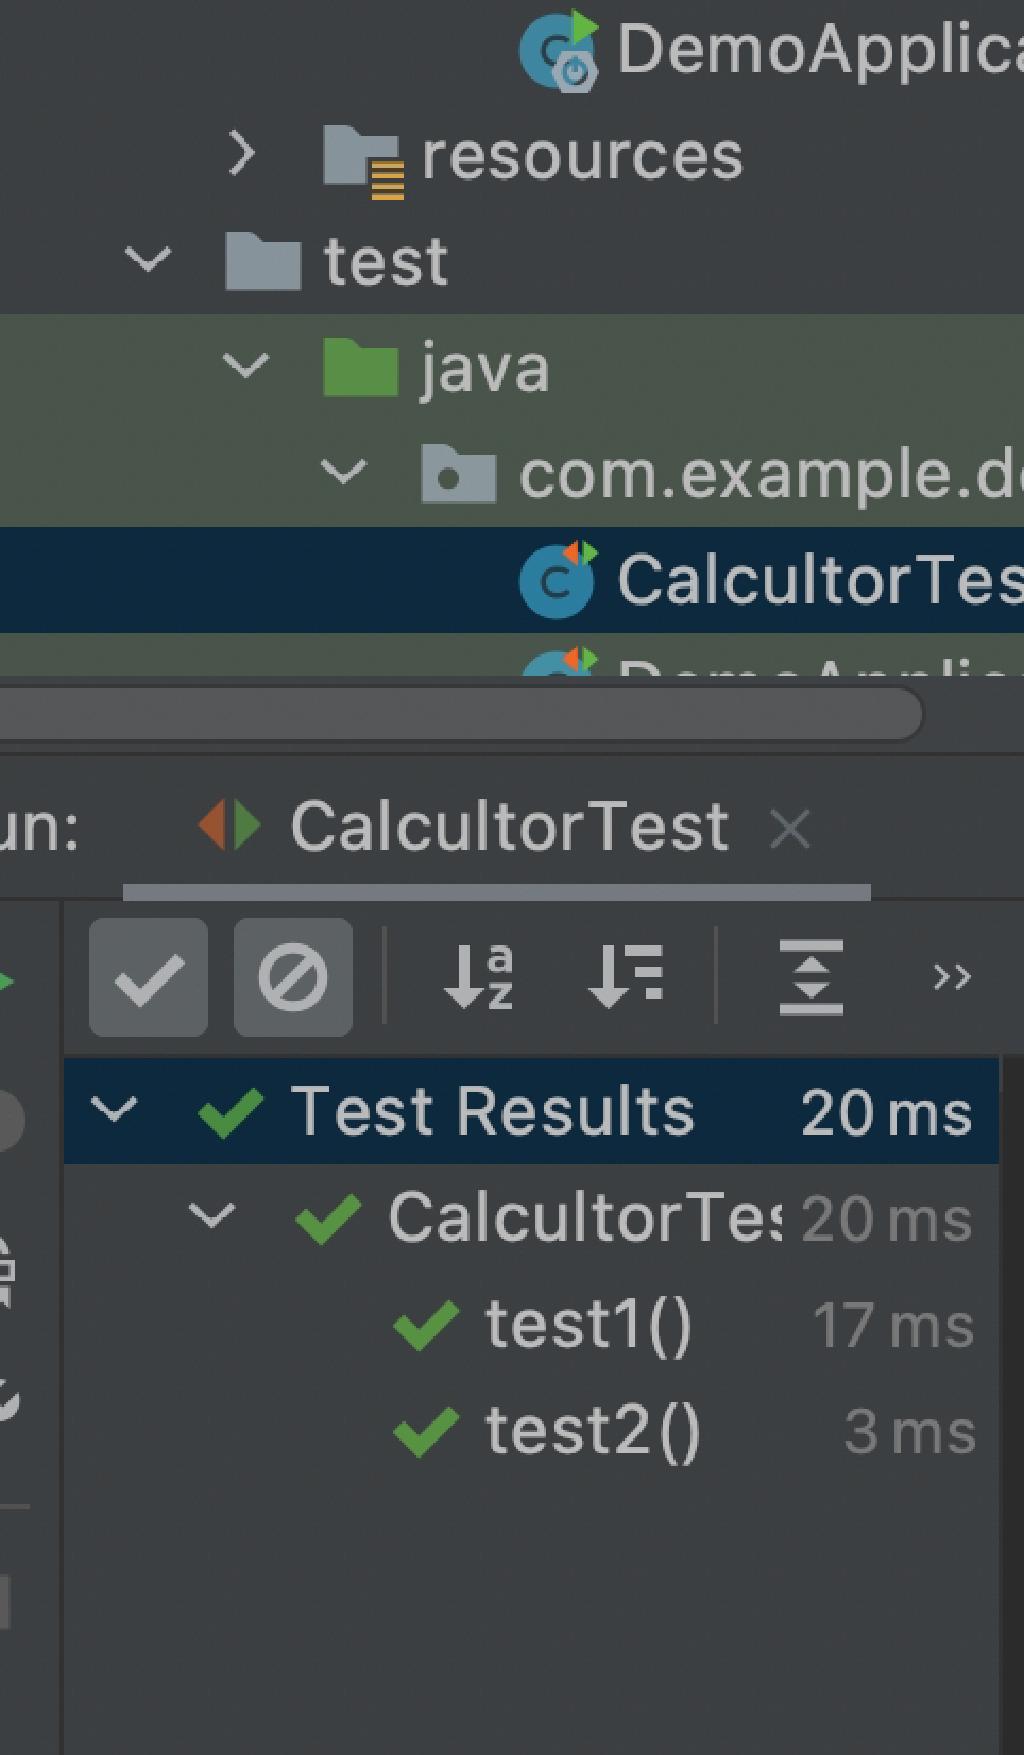 DemoApplica
resources
test
java
com.example.d
CalcultorTes
DemoApplic
un:
CalcultorTest
Test Results 20 ms
CalcultorTes 20 ms
test1() 17 ms
test2() 3 ms